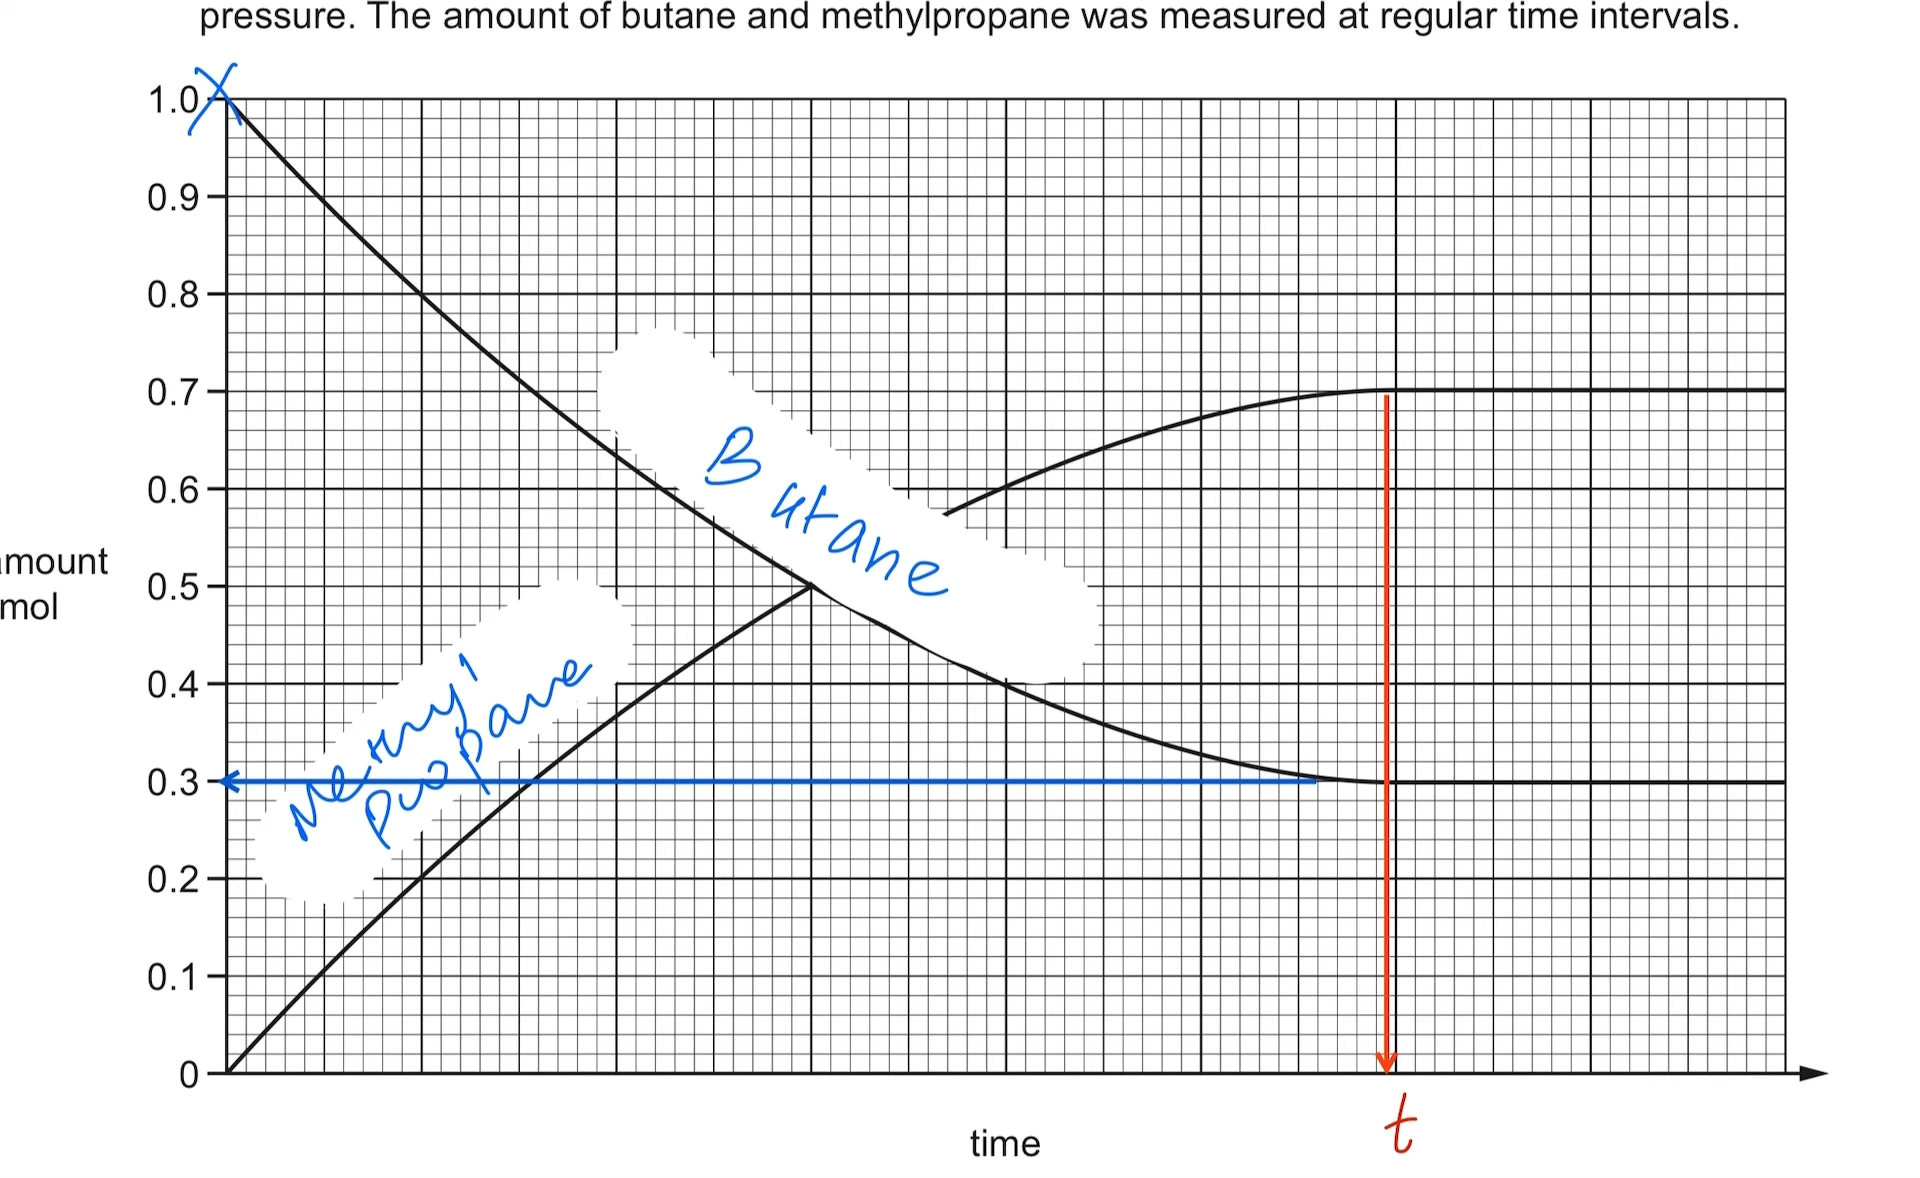 pressure. The amount of butane and methylpropane was measured at regular time intervals.
1.0
0.9
0.8
0.7
0.6
0.5
0.4
0.3
0.2
0.1
0
amount
mol
Butane
Methyl
propane
time
t